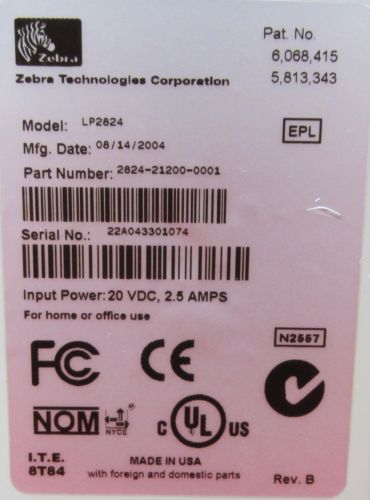 Zebra
Zebra Technologies Corporation
Pat. No.
6,068,415
5,813,343
Model: LP2824
EPL
Mfg. Date: 08/14/2004
Part Number: 2824-21200-0001
Serial No.: 22A043301074
Input Power: 20 VDC, 2.5 AMPS
For home or office use
FC CE
N2557
NOM NYCE
C UL US
I.T.E.
8T84
MADE IN USA
with foreign and domestic parts
Rev. B